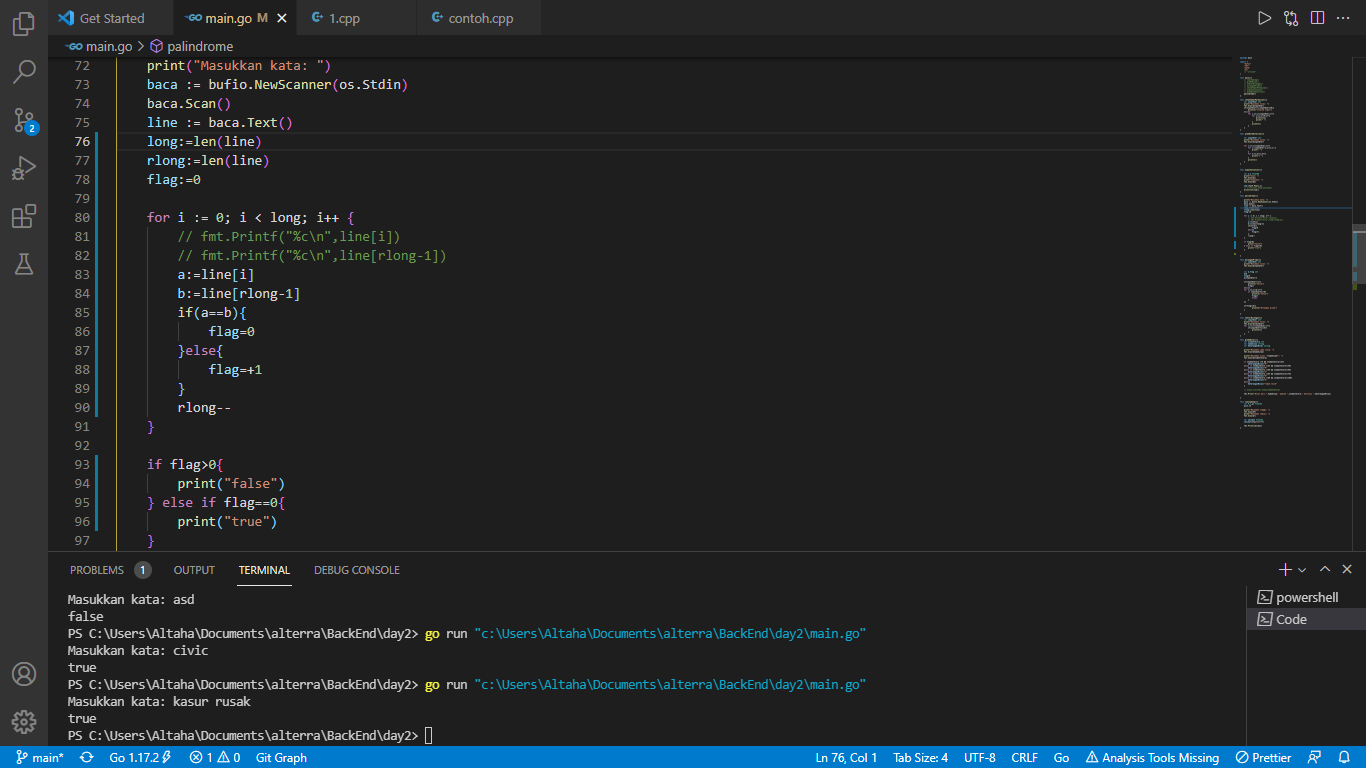 Get Started
main.go M
1.cpp
contoh.cpp
main.go > palindrome
72 print("Masukkan kata: ")
73 baca := bufio.NewScanner(os.Stdin)
74 baca.Scan()
75 line := baca.Text()
76 long:=len(line)
77 rlong:=len(line)
78 flag:=0
79
80 for i := 0; i < long; i++ {
81 // fmt.Printf("%c\n",line[i])
82 // fmt.Printf("%c\n",line[rlong-1])
83 a:=line[i]
84 b:=line[rlong-1]
85 if(a==b){
86 flag=0
87 }else{
88 flag=+1
89 }
90 rlong--
91 }
92
93 if flag>0{
94 print("false")
95 } else if flag==0{
96 print("true")
97 }
2
PROBLEMS 1 OUTPUT TERMINAL DEBUG CONSOLE
Masukkan kata: asd
false
PS C:\Users\Altaha\Documents\alterra\BackEnd\day2> go run "c:\Users\Altaha\Documents\alterra\BackEnd\day2\main.go"
Masukkan kata: civic
true
PS C:\Users\Altaha\Documents\alterra\BackEnd\day2> go run "c:\Users\Altaha\Documents\alterra\BackEnd\day2\main.go"
Masukkan kata: kasur rusak
true
PS C:\Users\Altaha\Documents\alterra\BackEnd\day2>
powershell
Code
main* Go 1.17.2 1 0 Git Graph Ln 76, Col 1 Tab Size: 4 UTF-8 CRLF Go Analysis Tools Missing Prettier